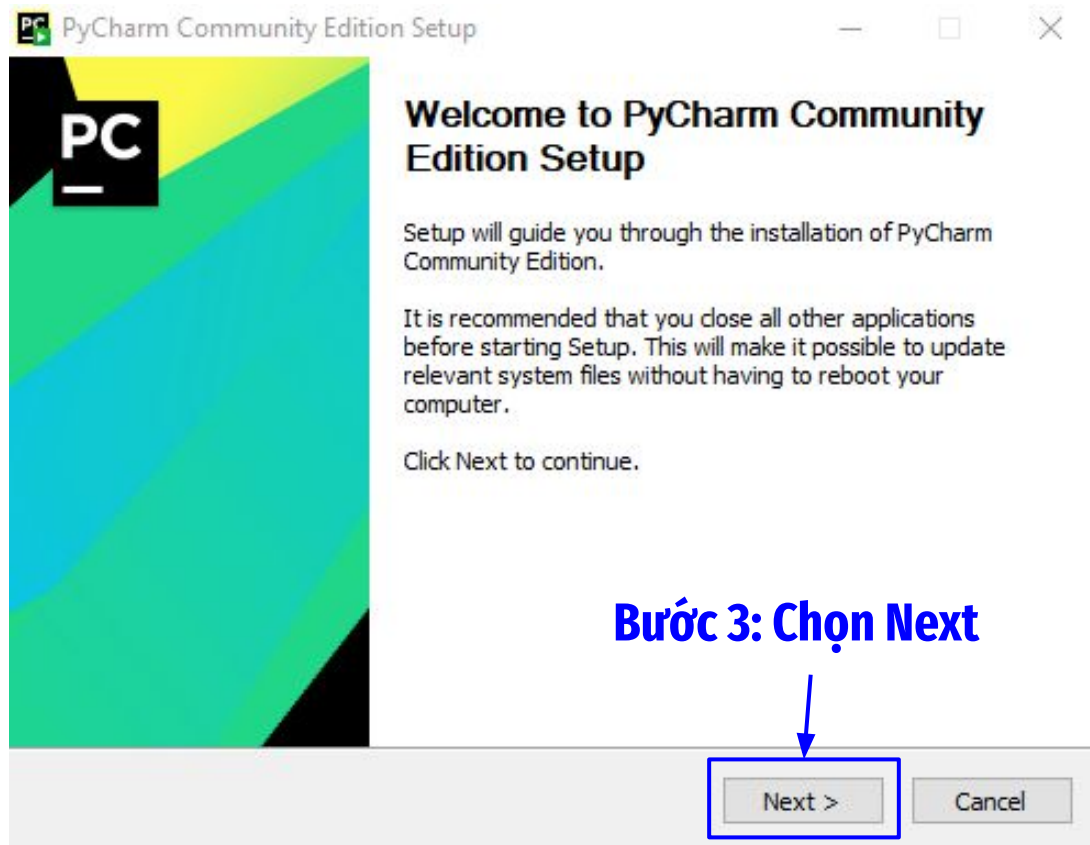 PyCharm Community Edition Setup
PC
Welcome to PyCharm Community
Edition Setup
Setup will guide you through the installation of PyCharm
Community Edition.
It is recommended that you close all other applications
before starting Setup. This will make it possible to update
relevant system files without having to reboot your
computer.
Click Next to continue.
Bước 3: Chọn Next
Next >
Cancel